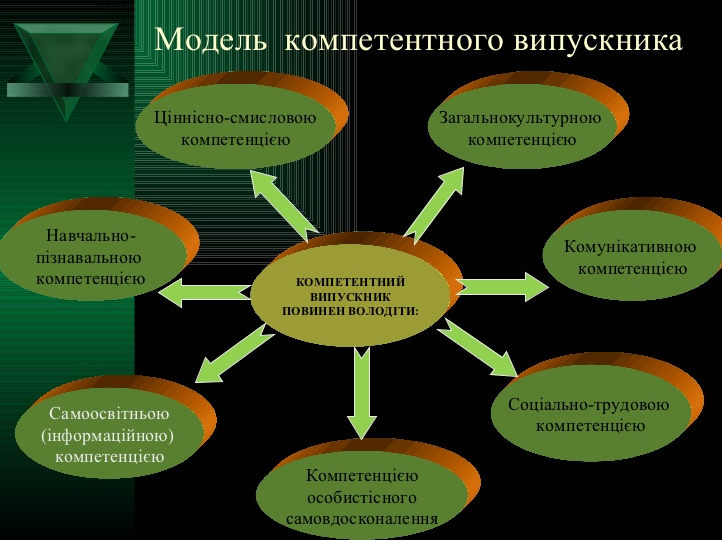 Модель компетентного випускника
Ціннісно-смисловою
компетенцією
Загальнокультурною
компетенцією
Навчально-
пізнавальною
компетенцією
Комунікативною
компетенцією
КОМПЕТЕНТНИЙ
ВИПУСКНИК
ПОВИНЕН ВОЛОДІТИ:
Самоосвітньою
(інформаційною)
компетенцією
Соціально-трудовою
компетенцією
Компетенцією
особистісного
самовдосконалення